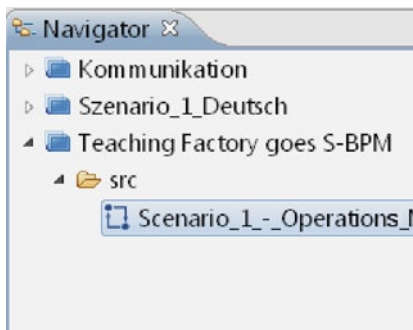 Navigator
Kommunikation
Szenario_1_Deutsch
Teaching Factory goes S-BPM
src
Scenario_1_-_Operations_